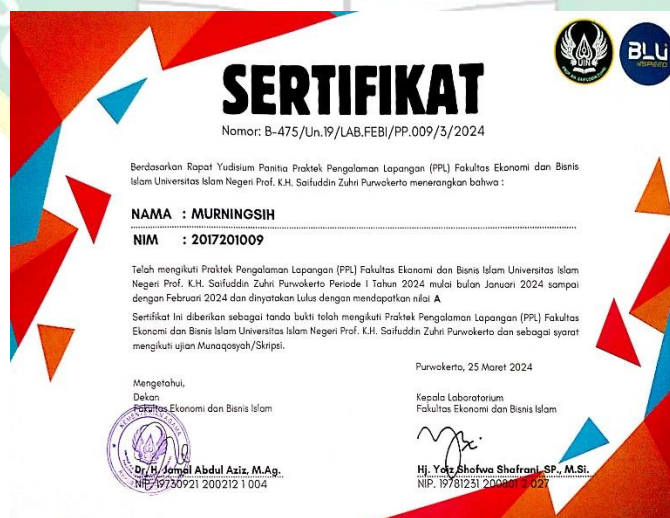 UIN
PROF. K.H. SAIFUDDIN ZUHRI
BLU
SPEED
SERTIFIKAT
Nomor: B-475/Un.19/LAB.FEBI/PP.009/3/2024
Berdasarkan Rapat Yudisium Panitia Praktek Pengalaman Lapangan (PPL) Fakultas Ekonomi dan Bisnis
Islam Universitas Islam Negeri Prof. K.H. Saifuddin Zuhri Purwokerto menerangkan bahwa :
NAMA : MURNINGSIH
NIM : 2017201009
Telah mengikuti Praktek Pengalaman Lapangan (PPL) Fakultas Ekonomi dan Bisnis Islam Universitas Islam
Negeri Prof. K.H. Saifuddin Zuhri Purwokerto Periode I Tahun 2024 mulai bulan Januari 2024 sampai
dengan Februari 2024 dan dinyatakan Lulus dengan mendapatkan nilai A
Sertifikat Ini diberikan sebagai tanda bukti telah mengikuti Praktek Pengalaman Lapangan (PPL) Fakultas
Ekonomi dan Bisnis Islam Universitas Islam Negeri Prof. K.H. Saifuddin Zuhri Purwokerto dan sebagai syarat
mengikuti ujian Munaqosyah/Skripsi.
Purwokerto, 25 Maret 2024
Mengetahui,
Dekan
Fakultas Ekonomi dan Bisnis Islam
Kepala Laboratorium
Fakultas Ekonomi dan Bisnis Islam
KEMENTERIAN AGAMA
Dr. H. Jamal Abdul Aziz, M.Ag.
NIP. 19730921 200212 1 004
Hj. Yoiz Shofwa Shafrani, SP., M.Si.
NIP. 19781231 200801 2 027